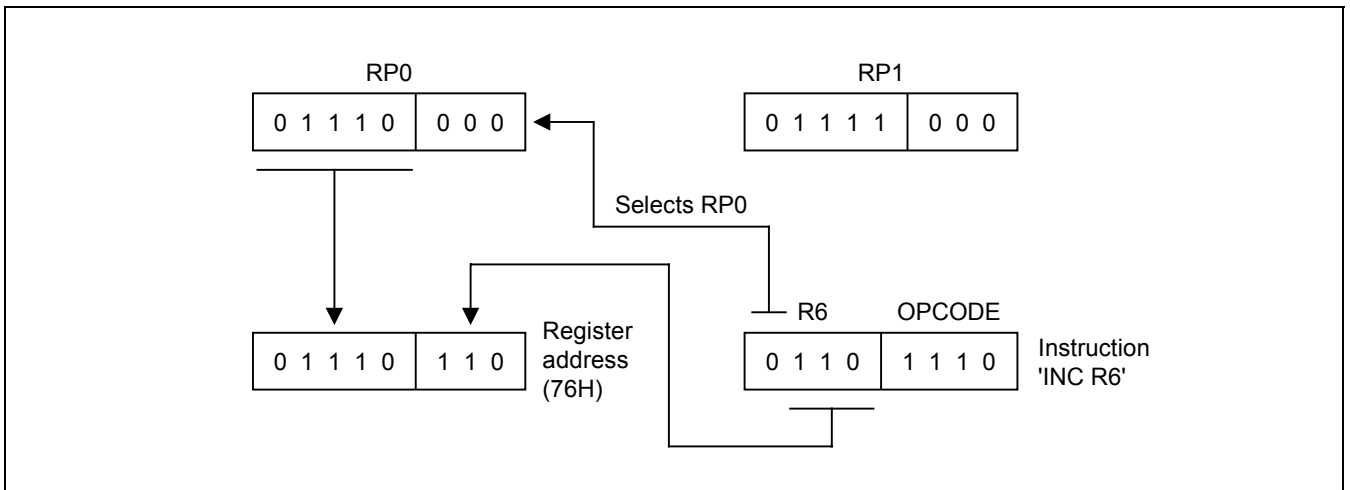 RP0
RP1
0 1 1 1 0 0 0 0
0 1 1 1 1 0 0 0
Selects RP0
R6 OPCODE
0 1 1 1 0 1 1 0
Register
address
(76H)
0 1 1 0 1 1 1 0
Instruction
'INC R6'